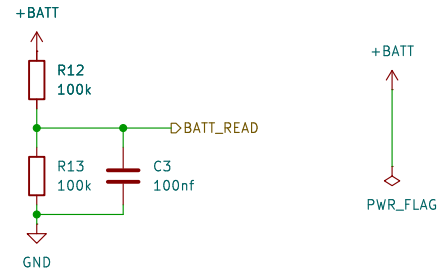 +BATT
R12
100k
BATT_READ
R13
100k
C3
100nf
GND
+BATT
PWR_FLAG